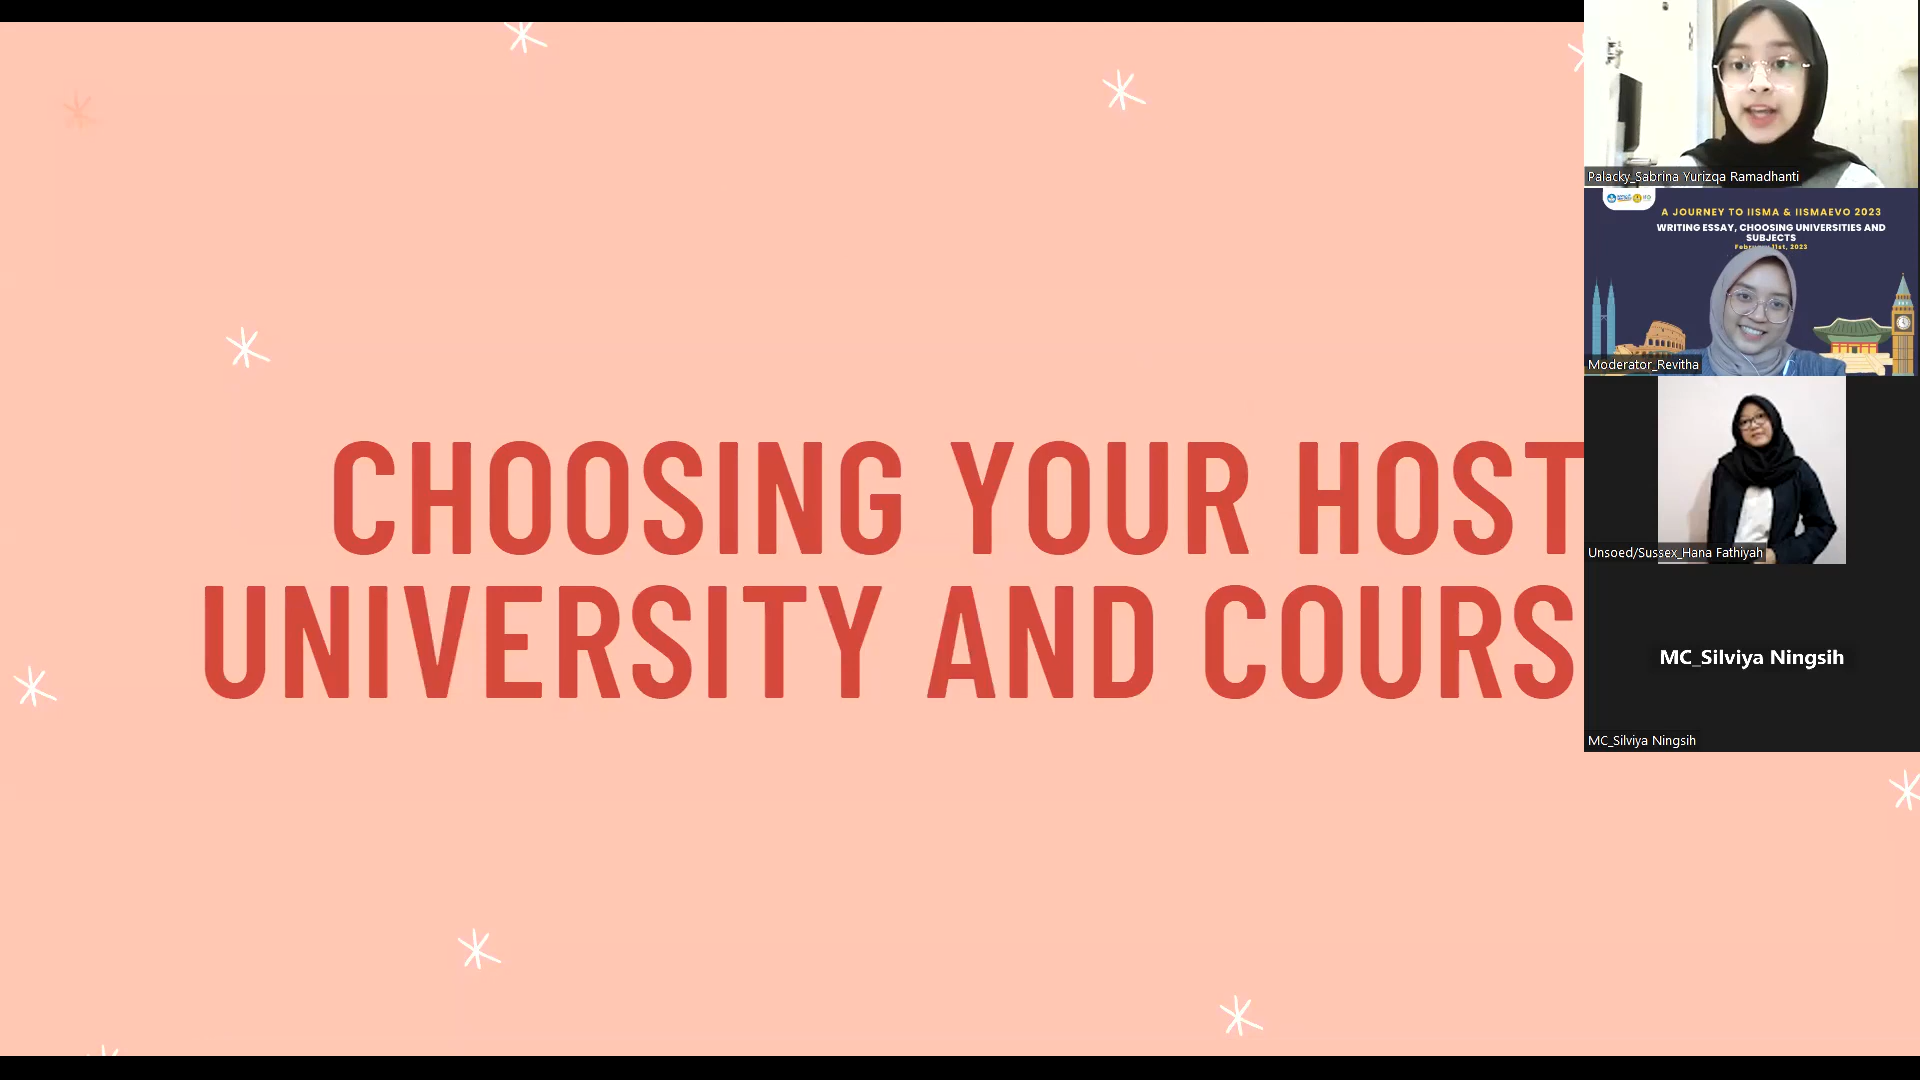 CHOOSING YOUR HOST
UNIVERSITY AND COURS
Palacky_Sabrina Yurizqa Ramadhanti
A JOURNEY TO IISMA & IISMAEVO 2023
WRITING ESSAY, CHOOSING UNIVERSITIES AND
SUBJECTS
2023
Moderator_Revitha
Unsoed/Sussex_Hana Fathiyah
MC_Silviya Ningsih
MC_Silviya Ningsih